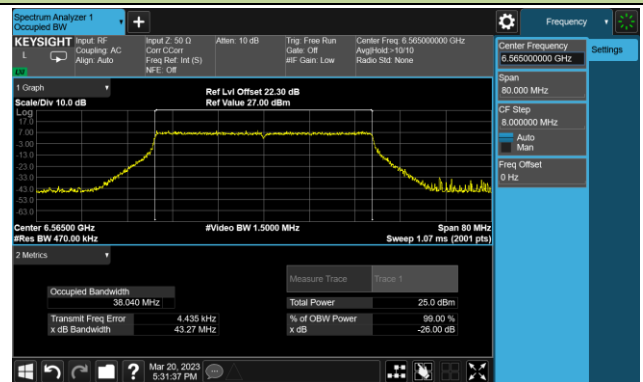 Spectrum Analyzer 1
Occupied BW
Frequency
KEYSIGHT
L
Input: RF
Coupling: AC
Align: Auto
Input Z: 50 Ω
Corr CCorr
Freq Ref: Int (S)
NFE: Off
Atten: 10 dB
Trig: Free Run
Gate: Off
#IF Gain: Low
Center Freq: 6.565000000 GHz
Avg|Hold:>10/10
Radio Std: None
Center Frequency
6.565000000 GHz
Settings
Span
80.000 MHz
CF Step
8.000000 MHz
Auto
Man
Freq Offset
0 Hz
1 Graph
Scale/Div 10.0 dB
Ref Lvl Offset 22.30 dB
Ref Value 27.00 dBm
Log
17.0
7.00
-3.00
-13.0
-23.0
-33.0
-43.0
-53.0
-63.0
Center 6.56500 GHz
#Video BW 1.5000 MHz
Span 80 MHz
#Res BW 470.00 kHz
Sweep 1.07 ms (2001 pts)
2 Metrics
Measure Trace
Trace 1
Occupied Bandwidth
38.040 MHz
Total Power
25.0 dBm
Transmit Freq Error
4.435 kHz
% of OBW Power
99.00 %
x dB Bandwidth
43.27 MHz
x dB
-26.00 dB
?
Mar 20, 2023
5:31:37 PM